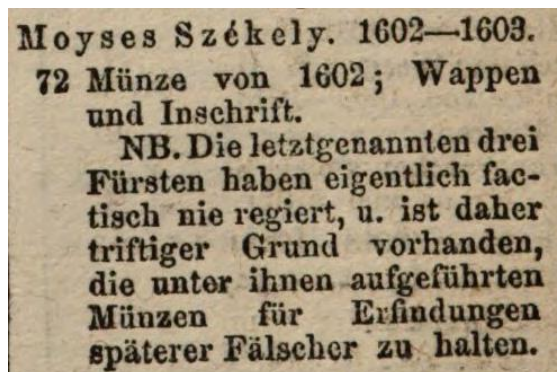 Moyses Székely. 1602—1603.
72 Münze von 1602; Wappen
und Inschrift.
NB. Die letztgenannten drei
Fürsten haben eigentlich fac-
tisch nie regiert, u. ist daher
triftiger Grund vorhanden,
die unter ihnen aufgeführten
Münzen für Erfindungen
späterer Fälscher zu halten.